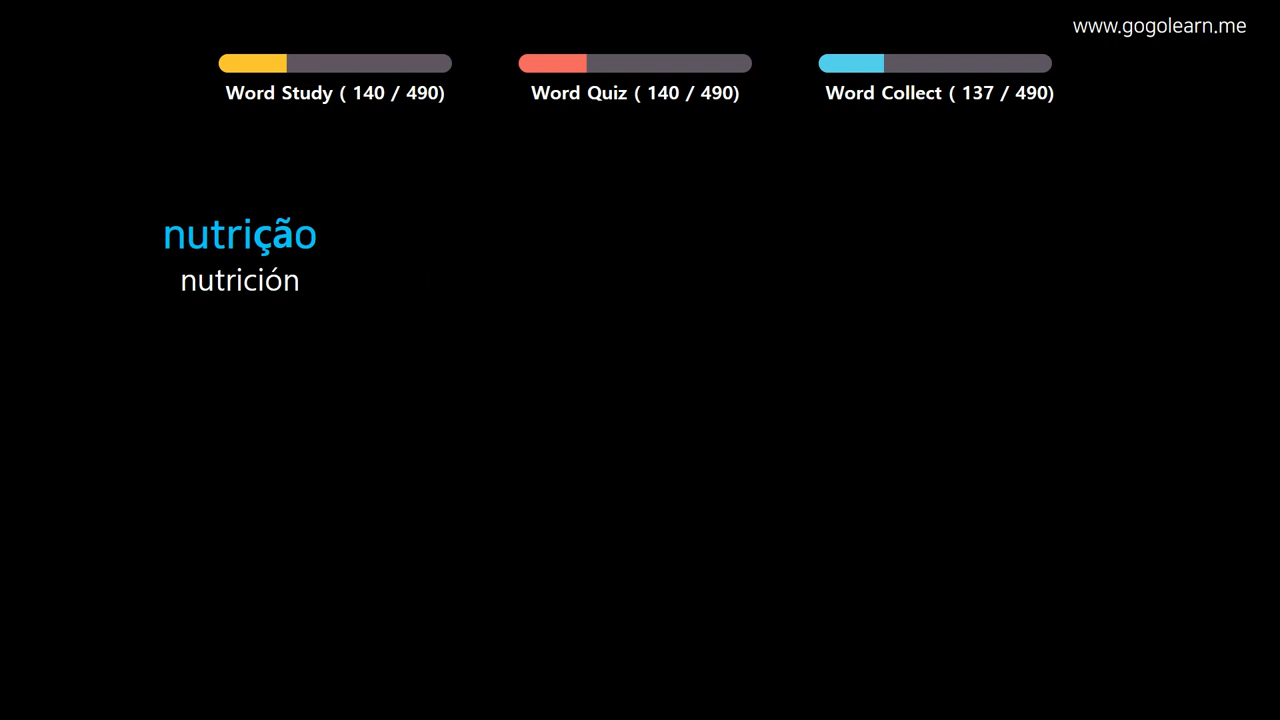 www.gogolearn.me
Word Study ( 140 / 490)
Word Quiz ( 140 / 490)
Word Collect ( 137 / 490)
nutrição
nutrición